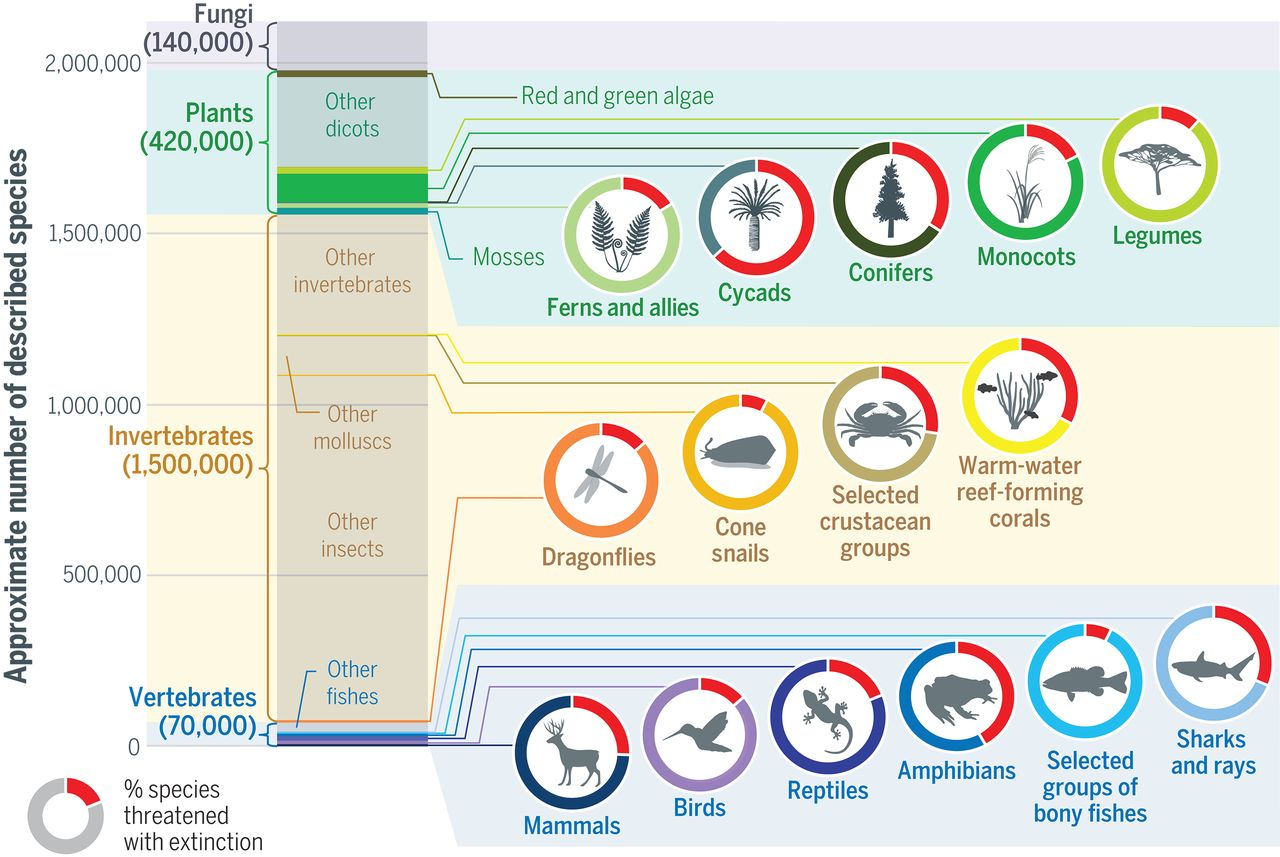 Fungi
(140,000)
2,000,000
Plants
(420,000)
Other
dicots
Red and green algae
1,500,000
Mosses
Ferns and allies
Cycads
Conifers
Monocots
Legumes
Approximate number of described species
Other
invertebrates
1,000,000
Invertebrates
(1,500,000)
Other
molluscs
Other
insects
500,000
Dragonflies
Cone
snails
Selected
crustacean
groups
Warm-water
reef-forming
corals
Vertebrates
(70,000)
Other
fishes
0
Mammals
Birds
Reptiles
Amphibians
Selected
groups of
bony fishes
Sharks
and rays
% species
threatened
with extinction